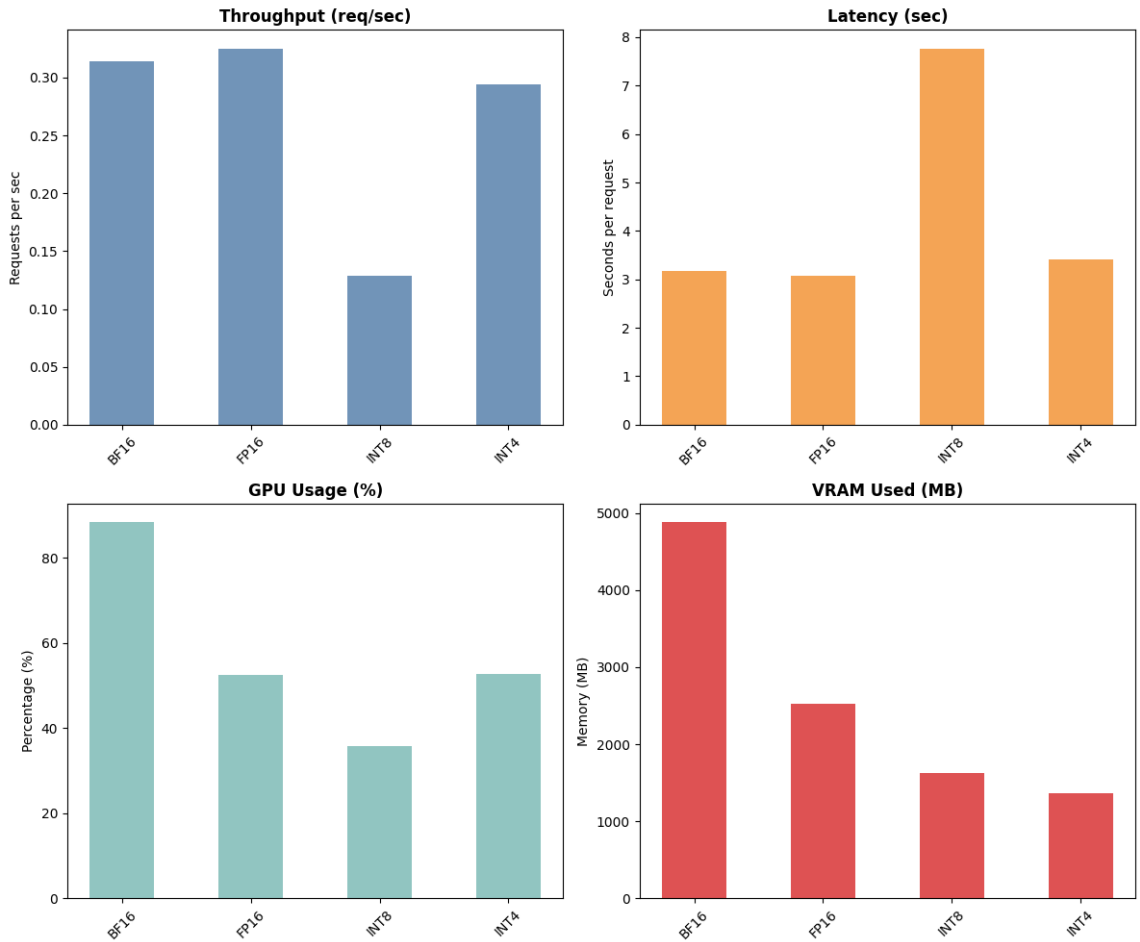 Throughput (req/sec)
Requests per sec
0.30
0.25
0.20
0.15
0.10
0.05
0.00
BF16
FP16
INT8
INT4
Latency (sec)
Seconds per request
8
7
6
5
4
3
2
1
0
BF16
FP16
INT8
INT4
GPU Usage (%)
Percentage (%)
80
60
40
20
0
BF16
FP16
INT8
INT4
VRAM Used (MB)
Memory (MB)
5000
4000
3000
2000
1000
0
BF16
FP16
INT8
INT4